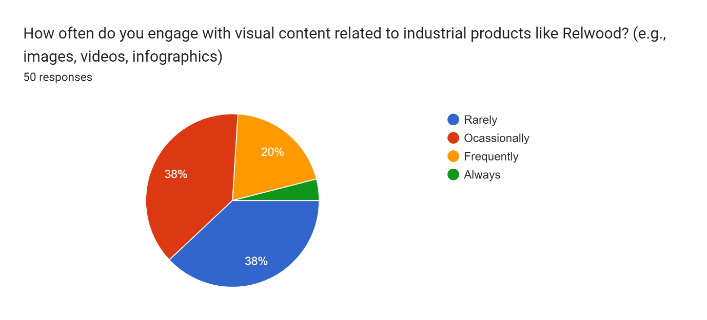 How often do you engage with visual content related to industrial products like Relwood? (e.g.,
images, videos, infographics)
50 responses
38%
20%
38%
Rarely
Ocassionally
Frequently
Always